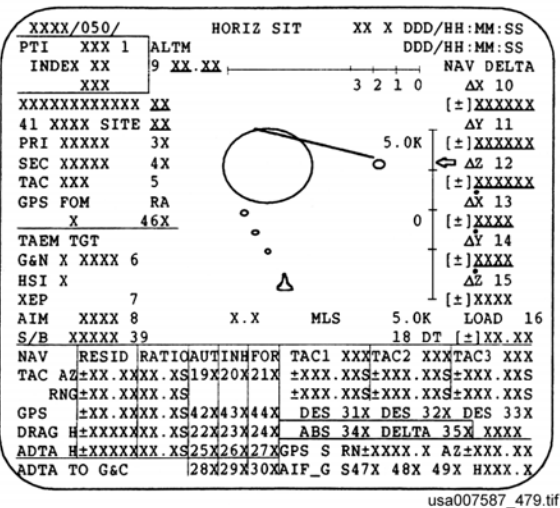 XXXX/050/ HORIZ SIT XX X DDD/HH:MM:SS
PTI XXX 1 ALTM DDD/HH:MM:SS
INDEX XX 9 XX.XX NAV DELTA
XXX 3 2 1 0 ΔX 10
XXXXXXXXXXXX XX [±]XXXXXX
41 XXXX SITE XX ΔY 11
PRI XXXXX 3X 5.0K [±]XXXXXX
SEC XXXXX 4X ΔZ 12
TAC XXX 5 [±]XXXXXX
GPS FOM RA ΔẊ 13
X 46X 0 [±]XXXX
TAEM TGT ΔẎ 14
G&N X XXXX 6 [±]XXXX
HSI X ΔŻ 15
XEP 7 [±]XXXX
AIM XXXX 8 X.X MLS 5.0K LOAD 16
S/B XXXXX 39 18 DT [±]XX.XX
NAV RESID RATIO AUT INH FOR TAC1 XXX TAC2 XXX TAC3 XXX
TAC AZ ±XX.XX XX.XS 19X 20X 21X ±XXX.XXS ±XXX.XXS ±XXX.XXS
RNG ±XX.XX XX.XS ±XXX.XXS ±XXX.XXS ±XXX.XXS
GPS ±XX.XX XX.XS 42X 43X 44X DES 31X DES 32X DES 33X
DRAG H ±XXXXX XX.XS 22X 23X 24X ABS 34X DELTA 35X XXXX
ADTA H ±XXXXX XX.XS 25X 26X 27X GPS S RN±XXXX.X AZ±XXX.XX
ADTA TO G&C 28X 29X 30X AIF_G S47X 48X 49X HXXX.X
usa007587_479.tif